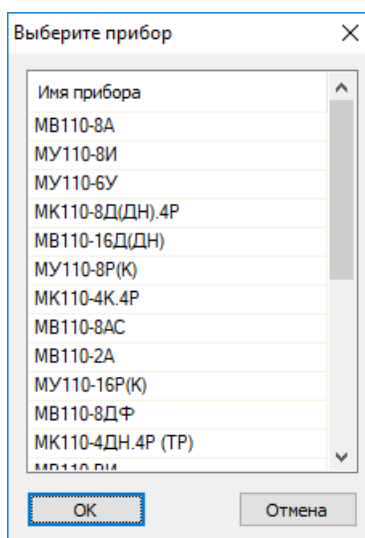 Выберите прибор
Имя прибора
МВ110-8А
МУ110-8И
МУ110-6У
МК110-8Д(ДН).4Р
МВ110-16Д(ДН)
МУ110-8Р(К)
МК110-4К.4Р
МВ110-8АС
МВ110-2А
МУ110-16Р(К)
МВ110-8ДФ
МК110-4ДН.4Р (ТР)
OK
Отмена